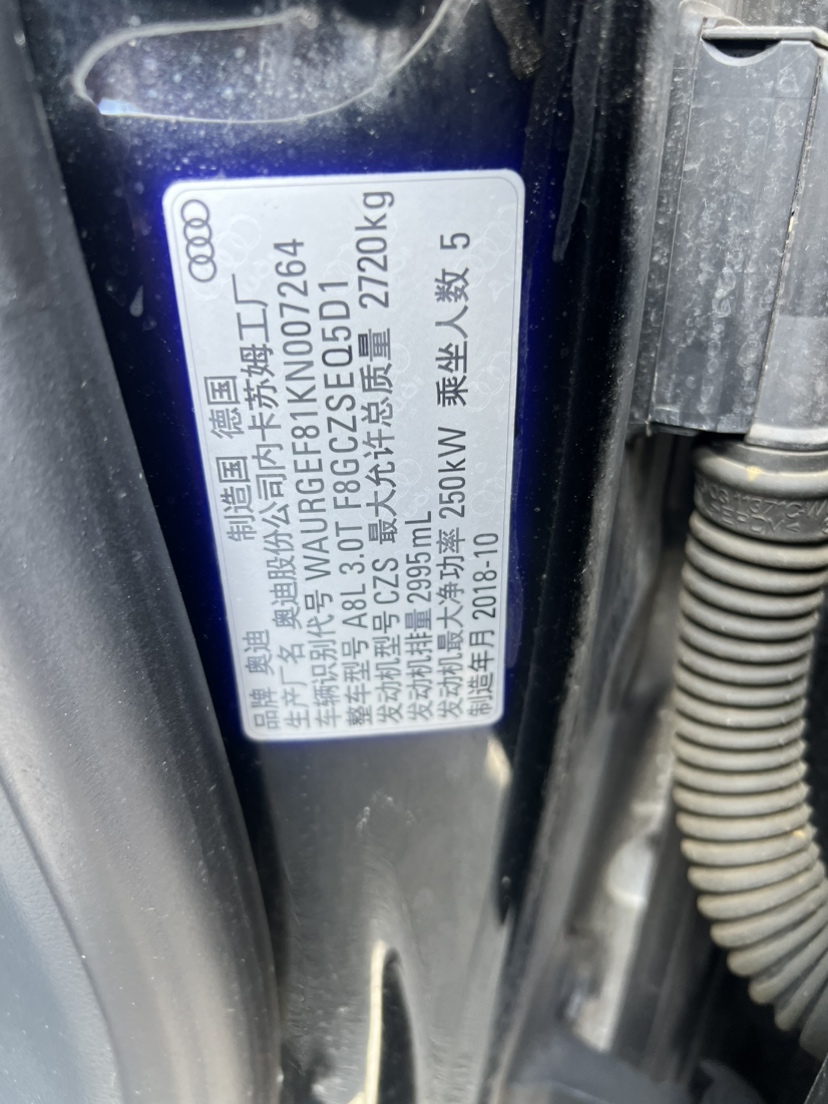 品牌 奥迪 制造国 德国
生产厂名 奥迪股份公司内卡苏姆工厂
车辆识别代号 WAURGEF81KN007264
整车型号 A8L 3.0T F8GCZSEQ5D1
发动机型号 CZS 最大允许总质量 2720kg
发动机排量 2995mL
发动机最大净功率 250kW 乘坐人数 5
制造年月 2018-10